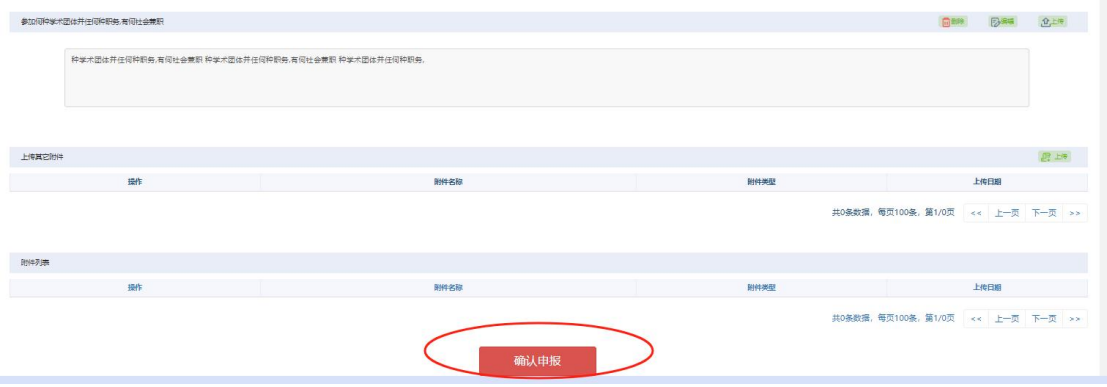 参加何种学术团体并任何种职务,有何社会兼职 删除 编辑 上传
种学术团体并任何种职务,有何社会兼职 种学术团体并任何种职务,有何社会兼职 种学术团体并任何种职务,
上传其它附件 上传
操作 附件名称 附件类型 上传日期
共0条数据，每页100条，第1/0页 << 上一页 下一页 >>
附件列表
操作 附件名称 附件类型 上传日期
共0条数据，每页100条，第1/0页 << 上一页 下一页 >>
确认申报